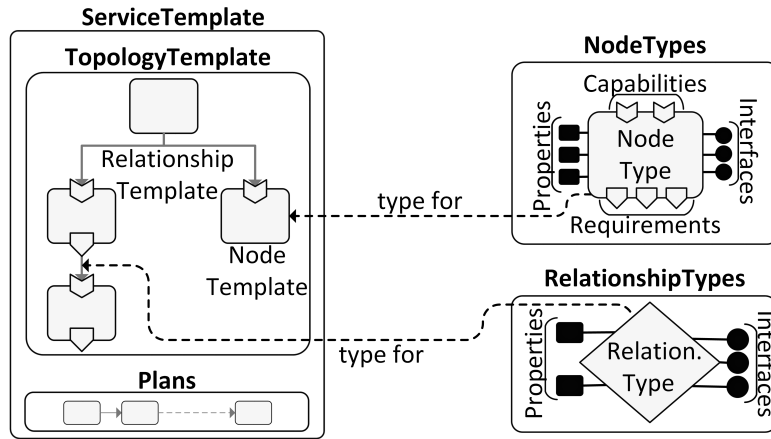 ServiceTemplate
TopologyTemplate
Relationship
Template
Node
Template
Plans
type for
type for
NodeTypes
Capabilities
Properties
Node
Type
Interfaces
Requirements
RelationshipTypes
Properties
Relation.
Type
Interfaces